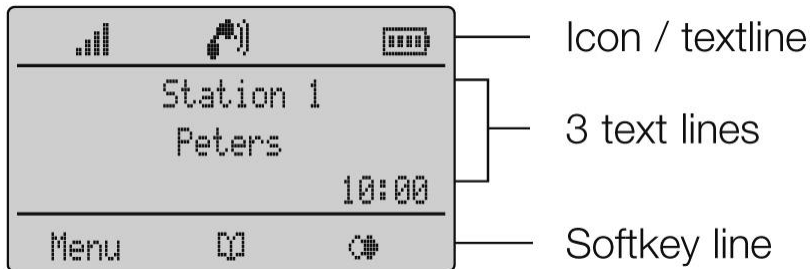 Icon / textline
Station 1
Peters
3 text lines
10:00
Menu
Softkey line